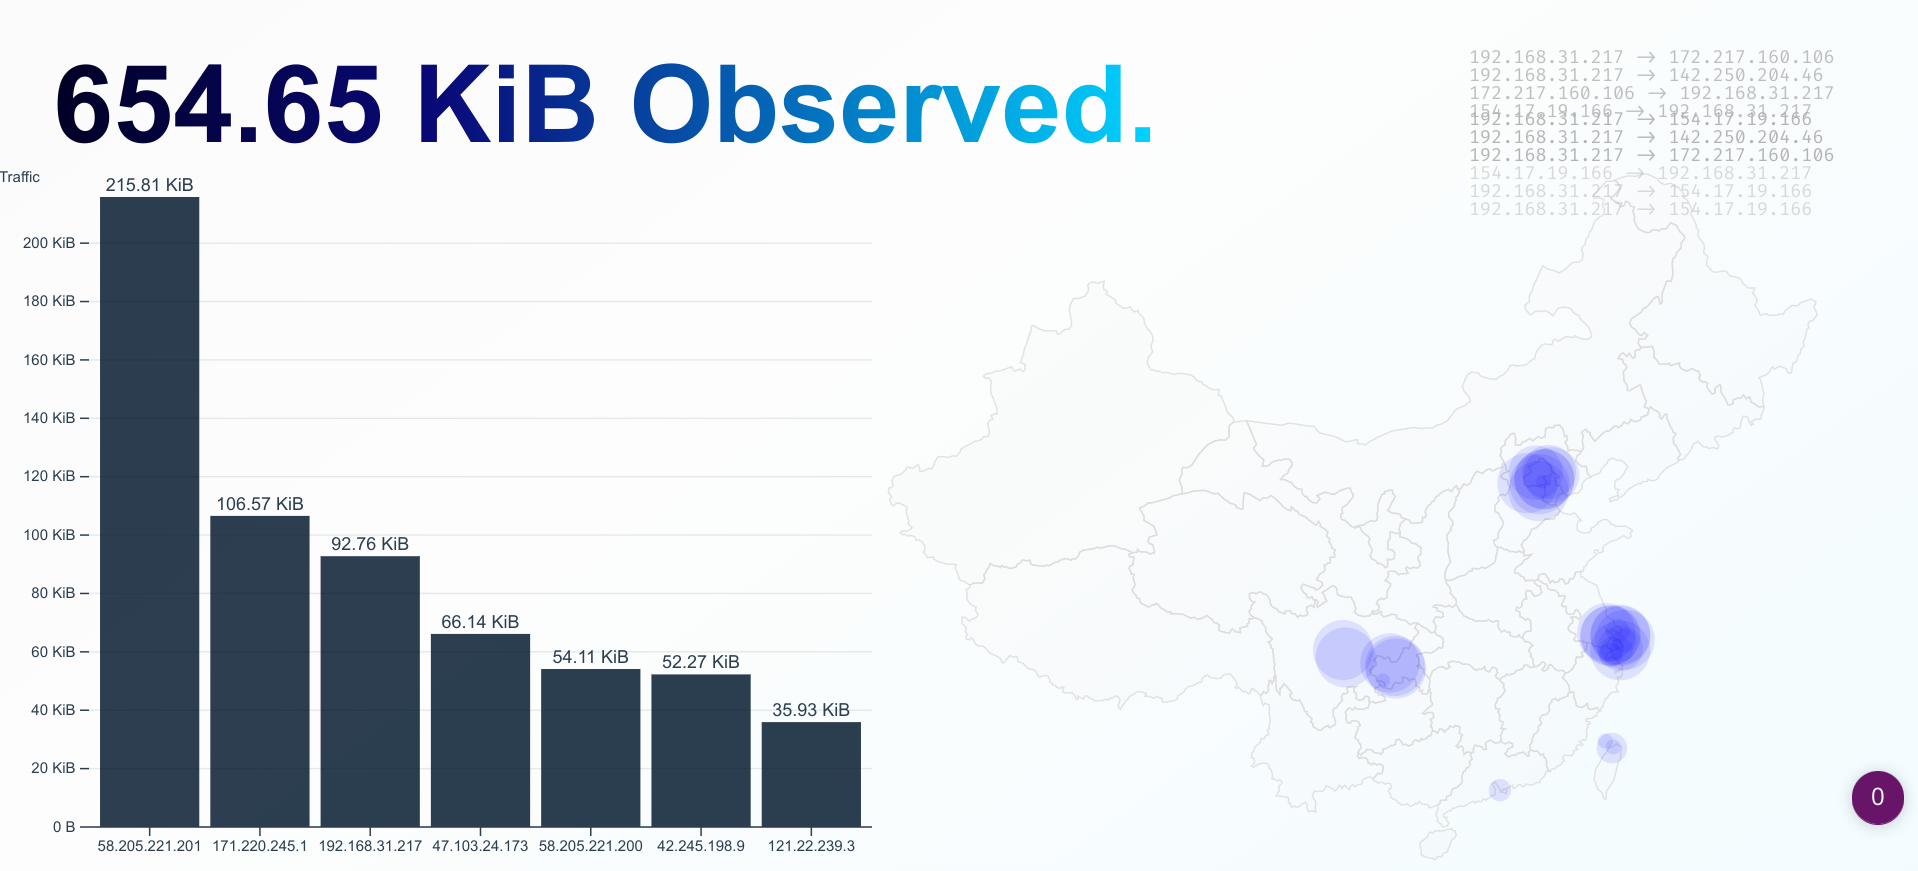 654.65 KiB Observed.
192.168.31.217 → 172.217.160.106
192.168.31.217 → 142.250.204.46
172.217.160.106 → 192.168.31.217
154.17.19.166 → 192.168.31.217
192.168.31.217 → 154.17.19.166
192.168.31.217 → 142.250.204.46
192.168.31.217 → 172.217.160.106
154.17.19.166 → 192.168.31.217
192.168.31.217 → 154.17.19.166
192.168.31.217 → 154.17.19.166
Traffic
215.81 KiB
200 KiB
180 KiB
160 KiB
140 KiB
120 KiB
106.57 KiB
100 KiB
92.76 KiB
80 KiB
66.14 KiB
60 KiB
54.11 KiB
52.27 KiB
40 KiB
35.93 KiB
20 KiB
0 B
58.205.221.201 171.220.245.1 192.168.31.217 47.103.24.173 58.205.221.200 42.245.198.9 121.22.239.3
0